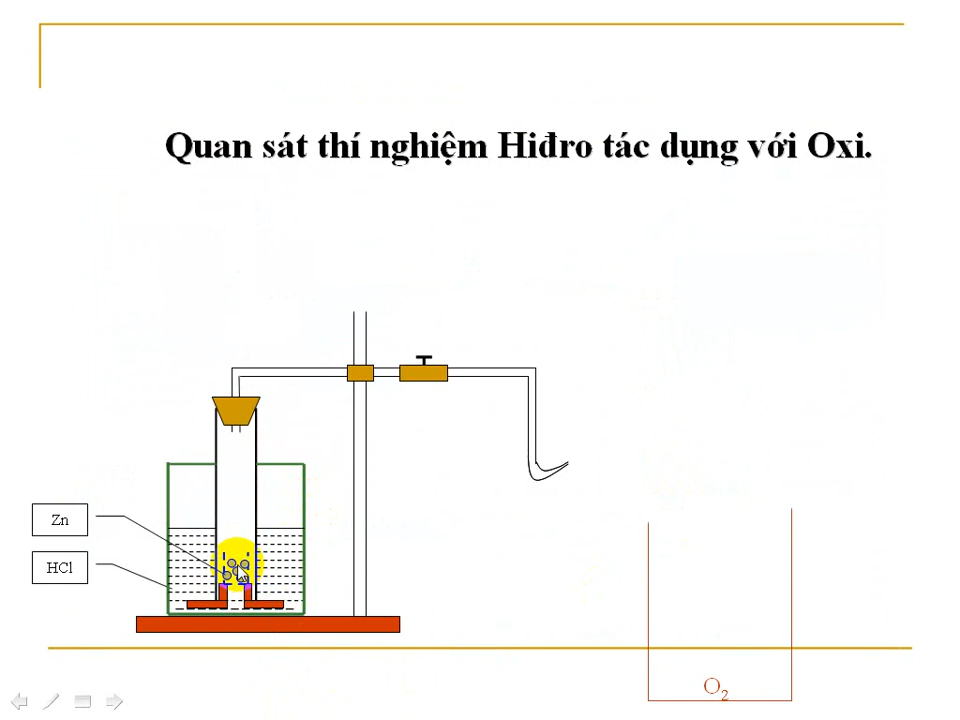 Quan sát thí nghiệm Hiđro tác dụng với Oxi.
Zn
HCl
O₂